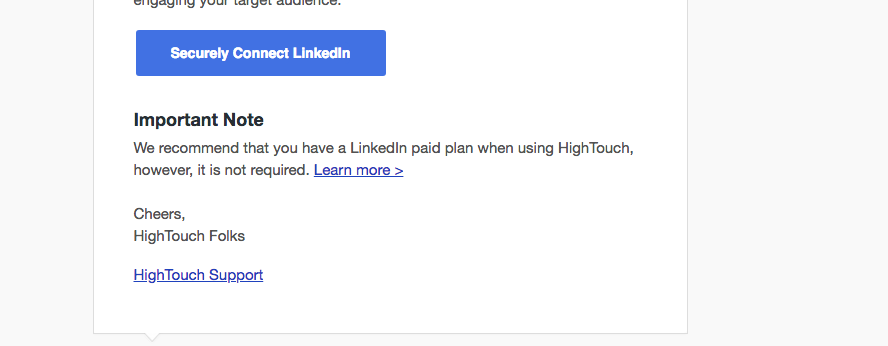 engaging your target audience.
Securely Connect LinkedIn
Important Note
We recommend that you have a LinkedIn paid plan when using HighTouch,
however, it is not required. Learn more >
Cheers,
HighTouch Folks
HighTouch Support